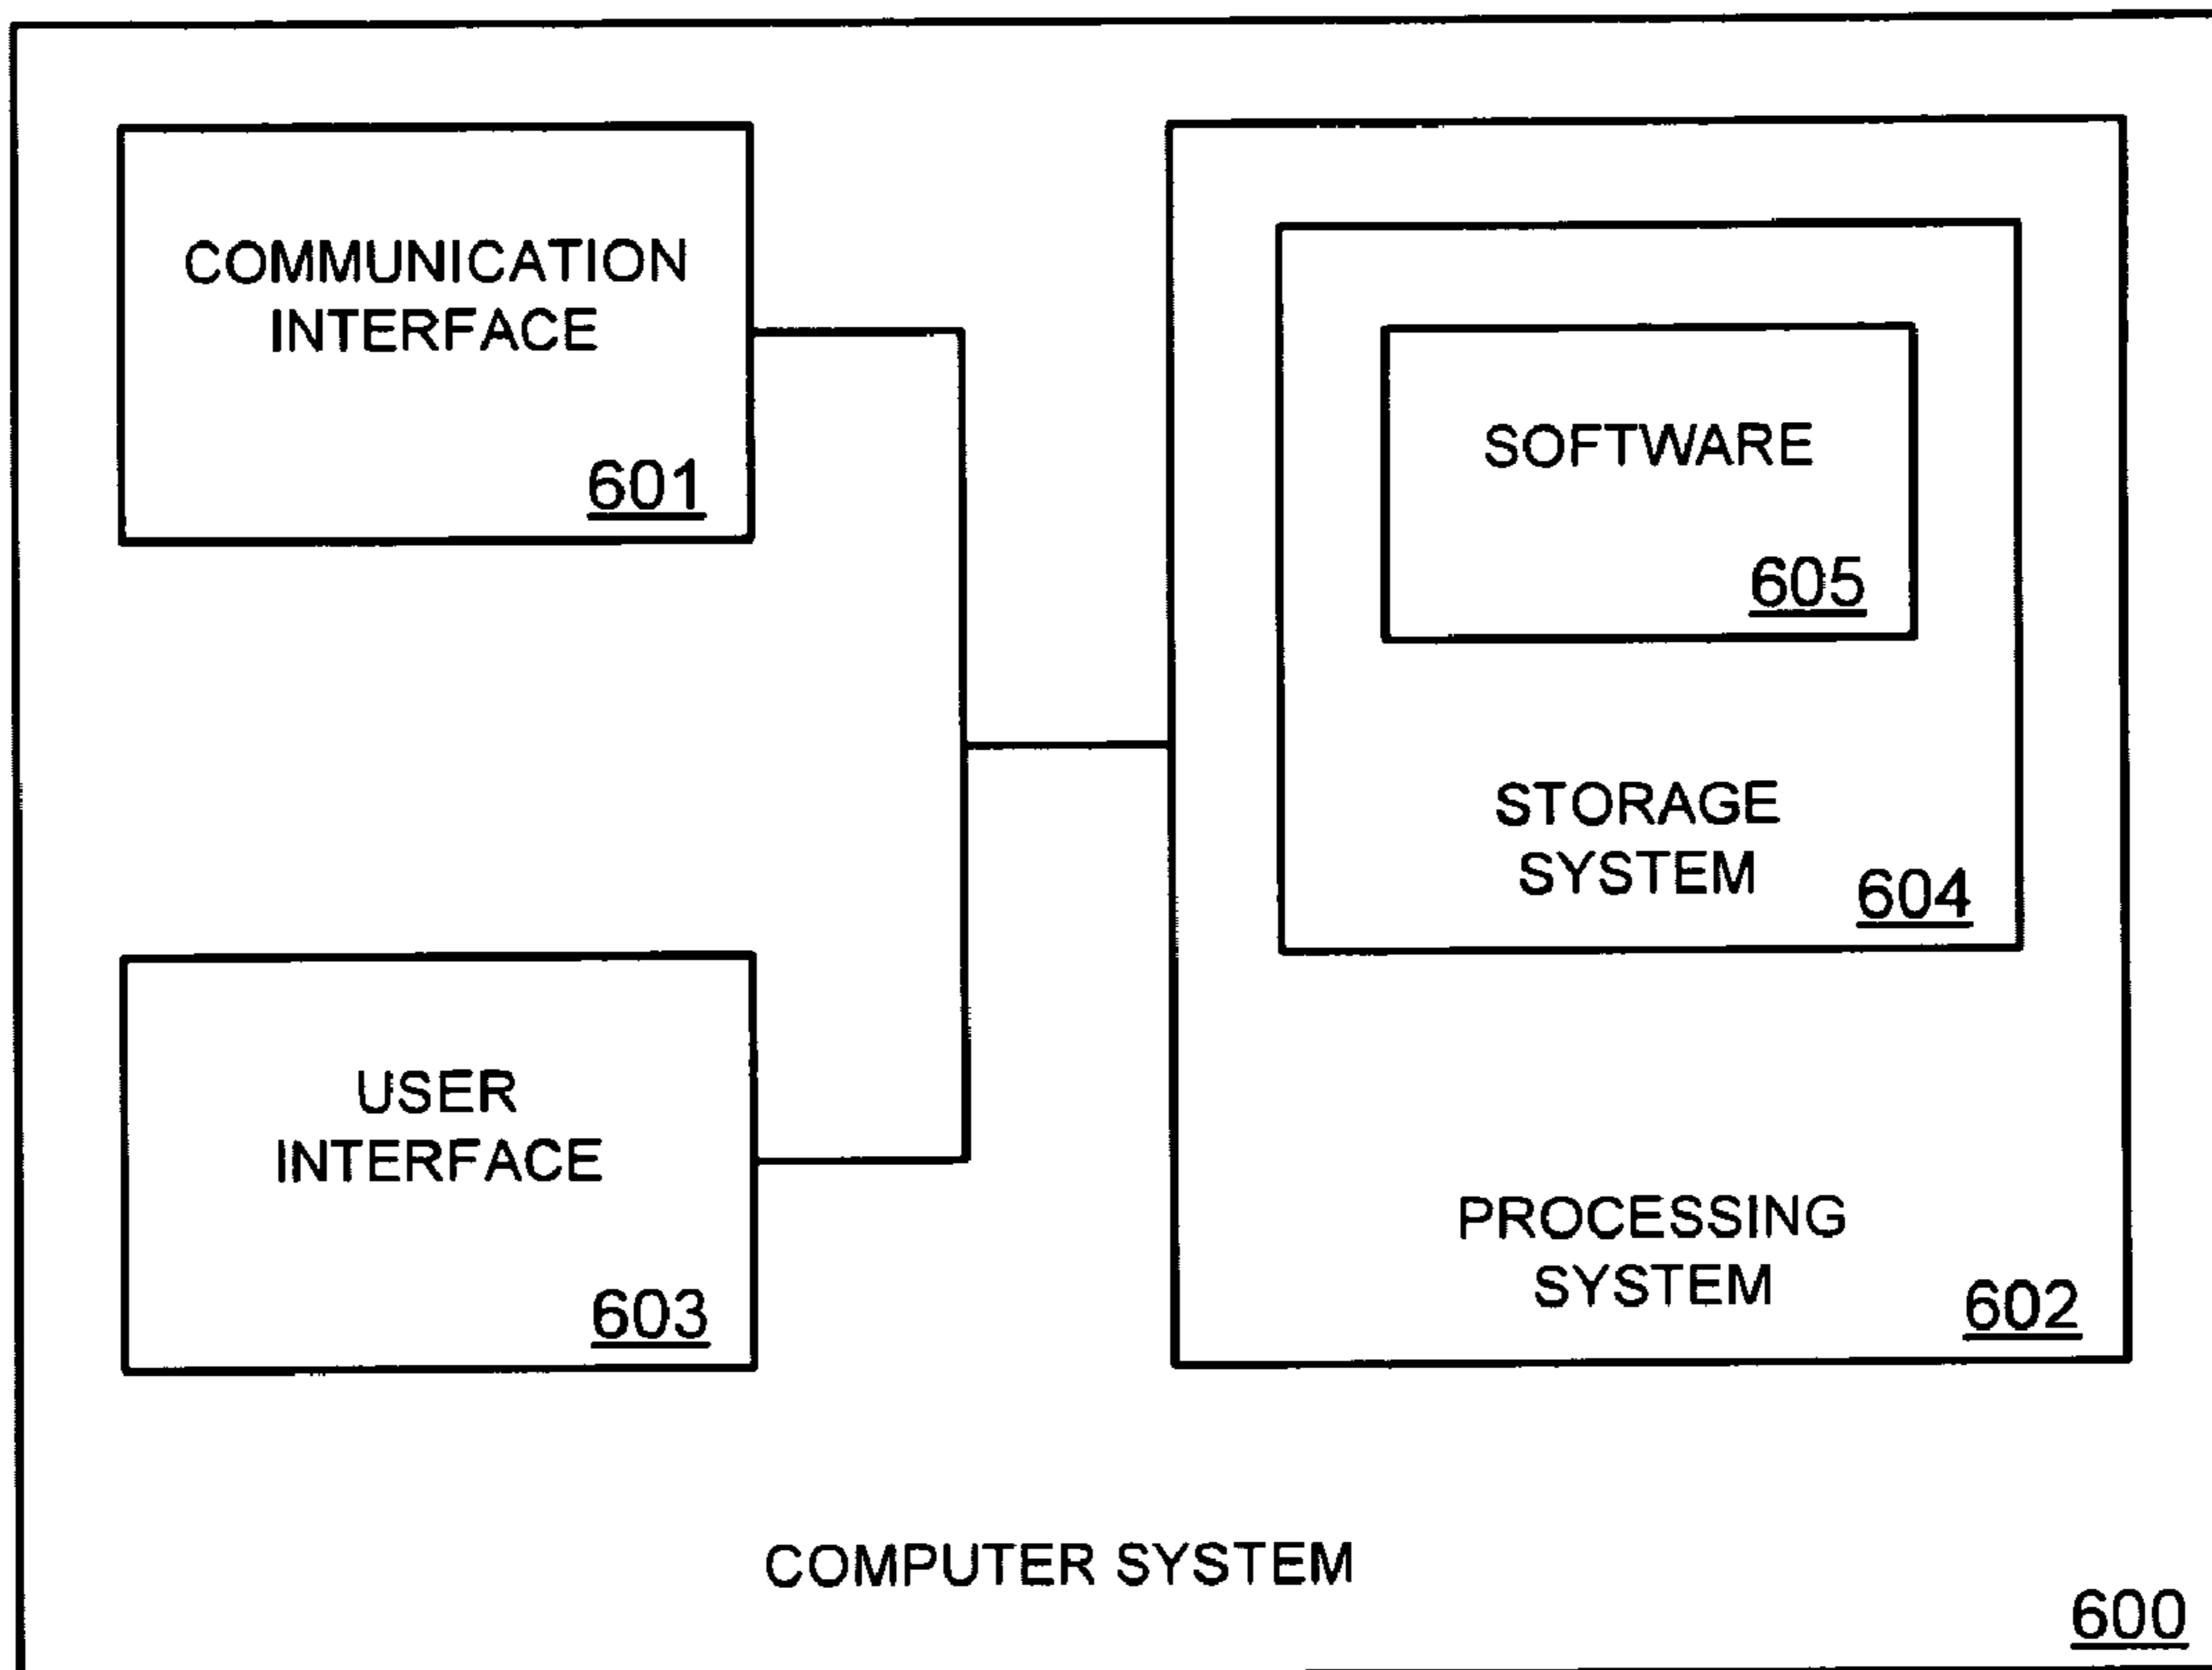 COMMUNICATION
INTERFACE
601
SOFTWARE
605
STORAGE
SYSTEM
604
USER
INTERFACE
603
PROCESSING
SYSTEM
602
COMPUTER SYSTEM
600